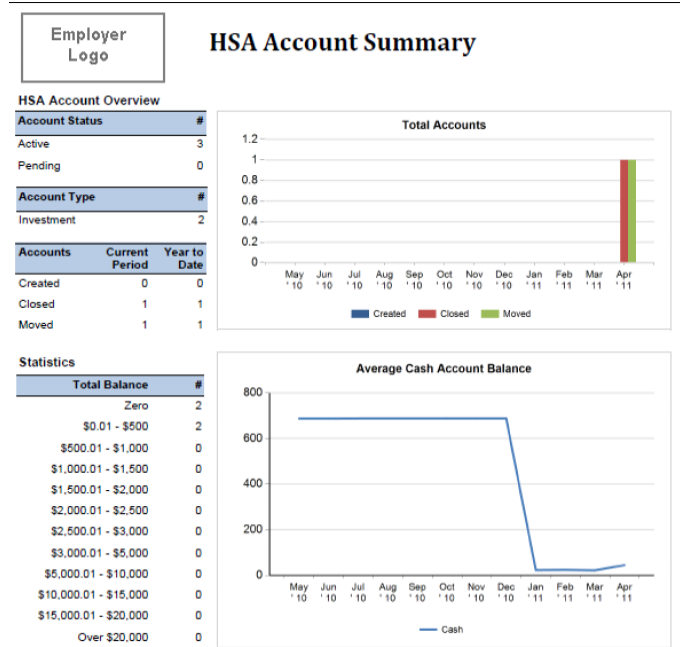 Employer
Logo
HSA Account Summary
HSA Account Overview
Account Status #
Active 3
Pending 0
Account Type #
Investment 2
Accounts Current Period Year to Date
Created 0 0
Closed 1 1
Moved 1 1
Total Accounts
1.2
1
0.8
0.6
0.4
0.2
0
May '10 Jun '10 Jul '10 Aug '10 Sep '10 Oct '10 Nov '10 Dec '10 Jan '11 Feb '11 Mar '11 Apr '11
Created Closed Moved
Statistics
Total Balance #
Zero 2
$0.01 - $500 2
$500.01 - $1,000 0
$1,000.01 - $1,500 0
$1,500.01 - $2,000 0
$2,000.01 - $2,500 0
$2,500.01 - $3,000 0
$3,000.01 - $5,000 0
$5,000.01 - $10,000 0
$10,000.01 - $15,000 0
$15,000.01 - $20,000 0
Over $20,000 0
Average Cash Account Balance
800
600
400
200
0
May '10 Jun '10 Jul '10 Aug '10 Sep '10 Oct '10 Nov '10 Dec '10 Jan '11 Feb '11 Mar '11 Apr '11
Cash